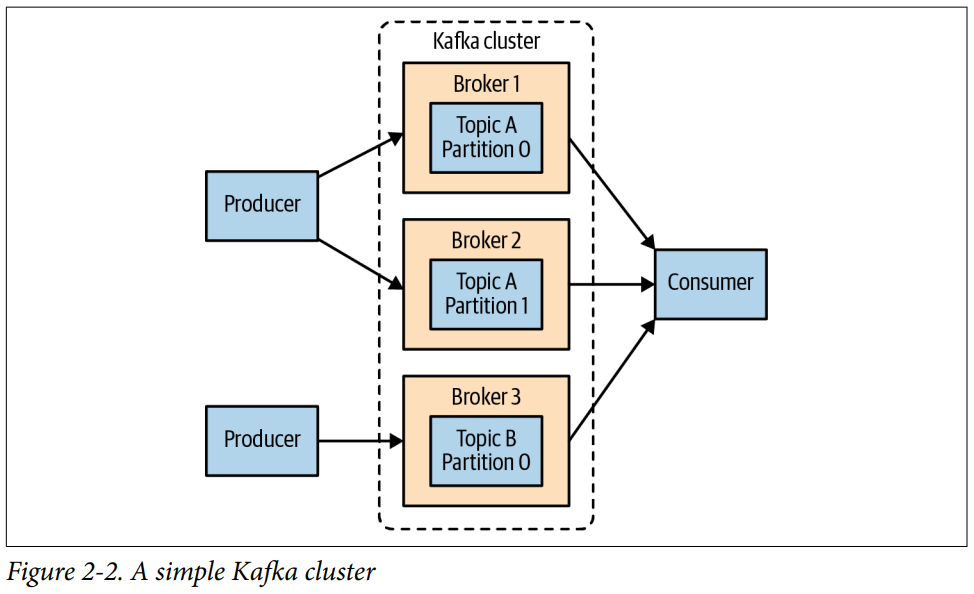 Kafka cluster
Broker 1
Topic A
Partition 0
Producer
Broker 2
Topic A
Partition 1
Consumer
Broker 3
Topic B
Partition 0
Producer
Figure 2-2. A simple Kafka cluster